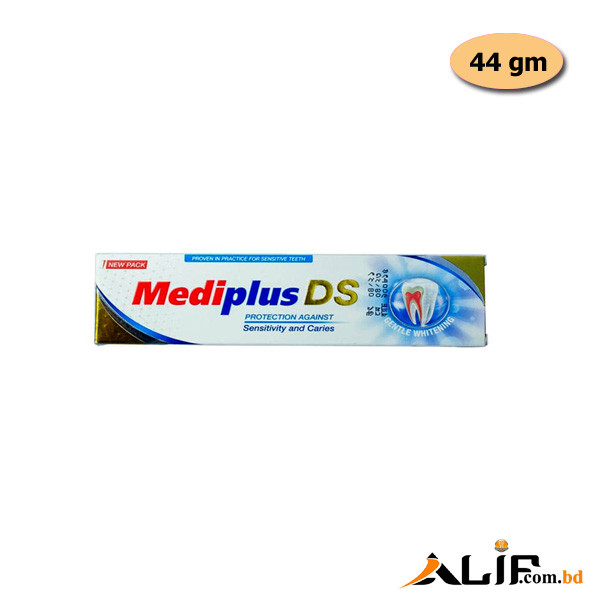 44 gm
NEW PACK
PROVEN IN PRACTICE FOR SENSITIVE TEETH
Mediplus DS
PROTECTION AGAINST
Sensitivity and Caries
GENTLE WHITENING
ALIF.com.bd